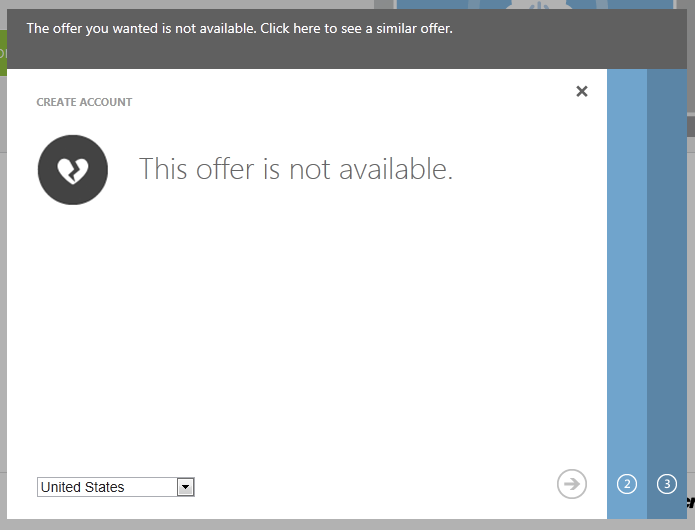 The offer you wanted is not available. Click here to see a similar offer.
CREATE ACCOUNT
This offer is not available.
United States
2
3